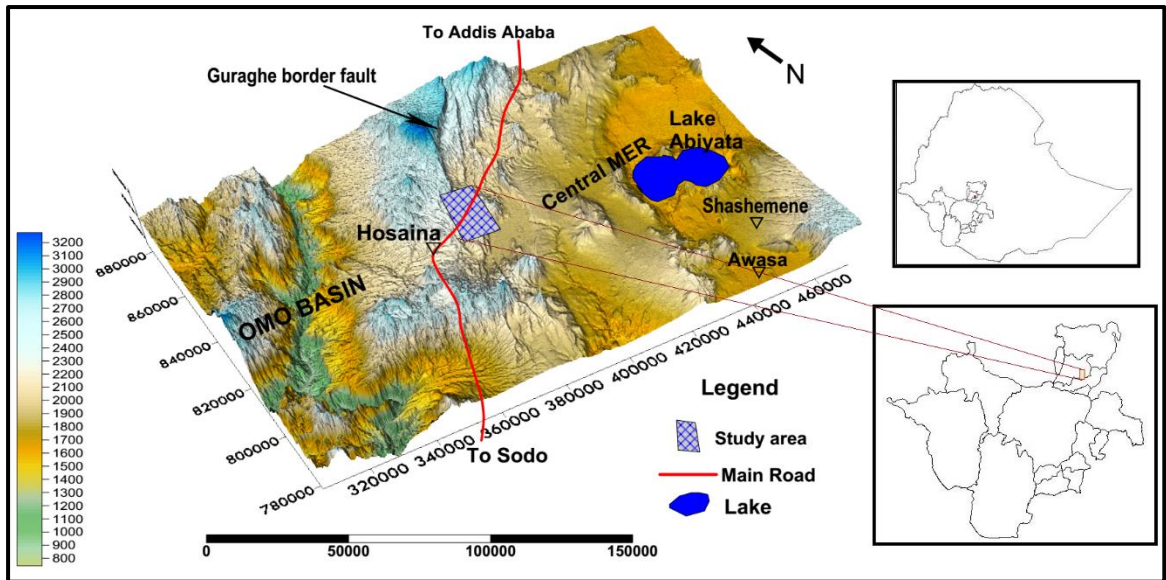 To Addis Ababa
Guraghe border fault
N
Lake
Abiyata
Central MER
Shashemene
Hosaina
Awasa
OMO BASIN
3200
3100
3000
2900
2800
2700
2600
2500
2400
2300
2200
2100
2000
1900
1800
1700
1600
1500
1400
1300
1200
1100
1000
900
800
880000
860000
840000
820000
800000
780000
320000
340000
360000
380000
400000
420000
440000
460000
To Sodo
Legend
Study area
Main Road
Lake
0
50000
100000
150000